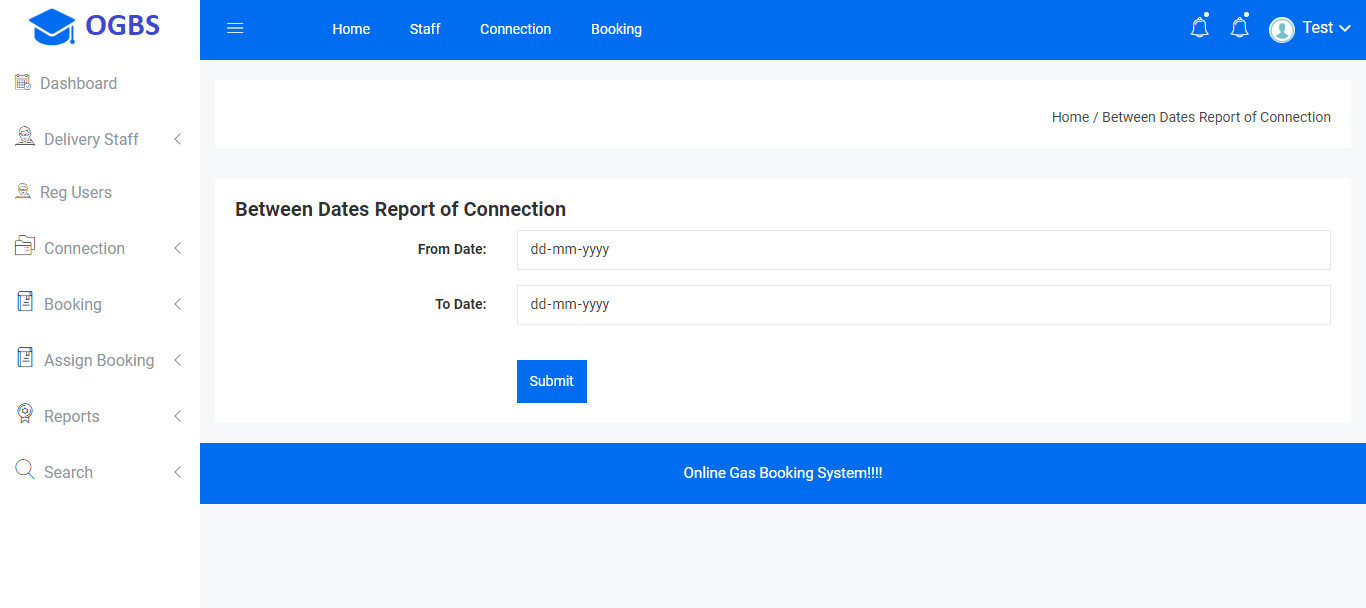 OGBS
Home Staff Connection Booking
Test
Dashboard
Delivery Staff
Reg Users
Connection
Booking
Assign Booking
Reports
Search
Home / Between Dates Report of Connection
Between Dates Report of Connection
From Date: dd-mm-yyyy
To Date: dd-mm-yyyy
Submit
Online Gas Booking System!!!!